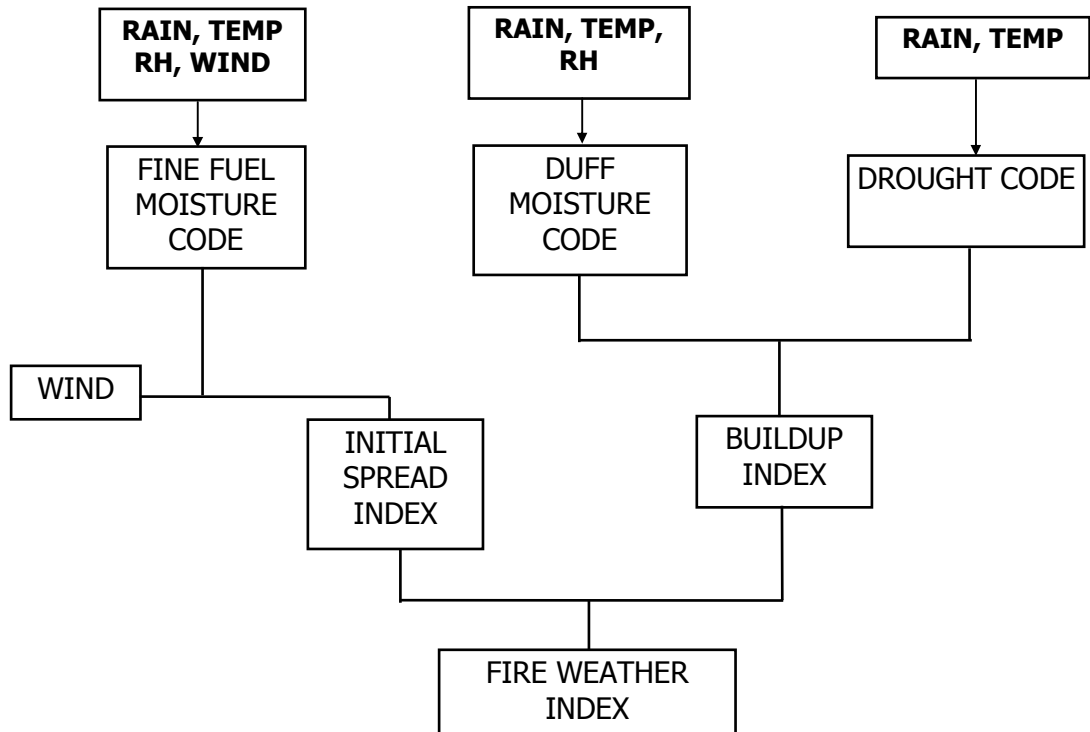 RAIN, TEMP
RH, WIND
RAIN, TEMP,
RH
RAIN, TEMP
FINE FUEL
MOISTURE
CODE
DUFF
MOISTURE
CODE
DROUGHT CODE
WIND
INITIAL
SPREAD
INDEX
BUILDUP
INDEX
FIRE WEATHER
INDEX